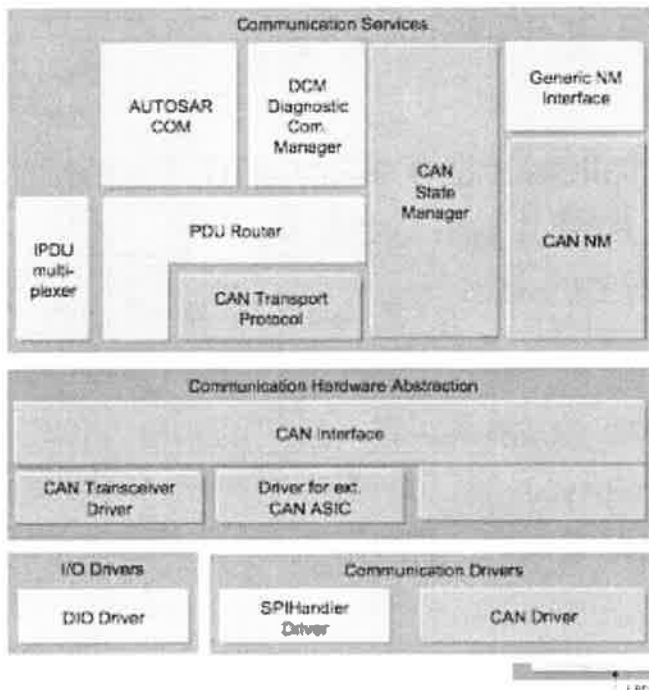 Communication Services
AUTOSAR
COM
DCM
Diagnostic
Com.
Manager
CAN
State
Manager
Generic NM
Interface
CAN NM
IPDU
multi-
plexer
PDU Router
CAN Transport
Protocol
Communication Hardware Abstraction
CAN Interface
CAN Transceiver
Driver
Driver for ext.
CAN ASIC
I/O Drivers
DIO Driver
Communication Drivers
SPIHandler
Driver
CAN Driver